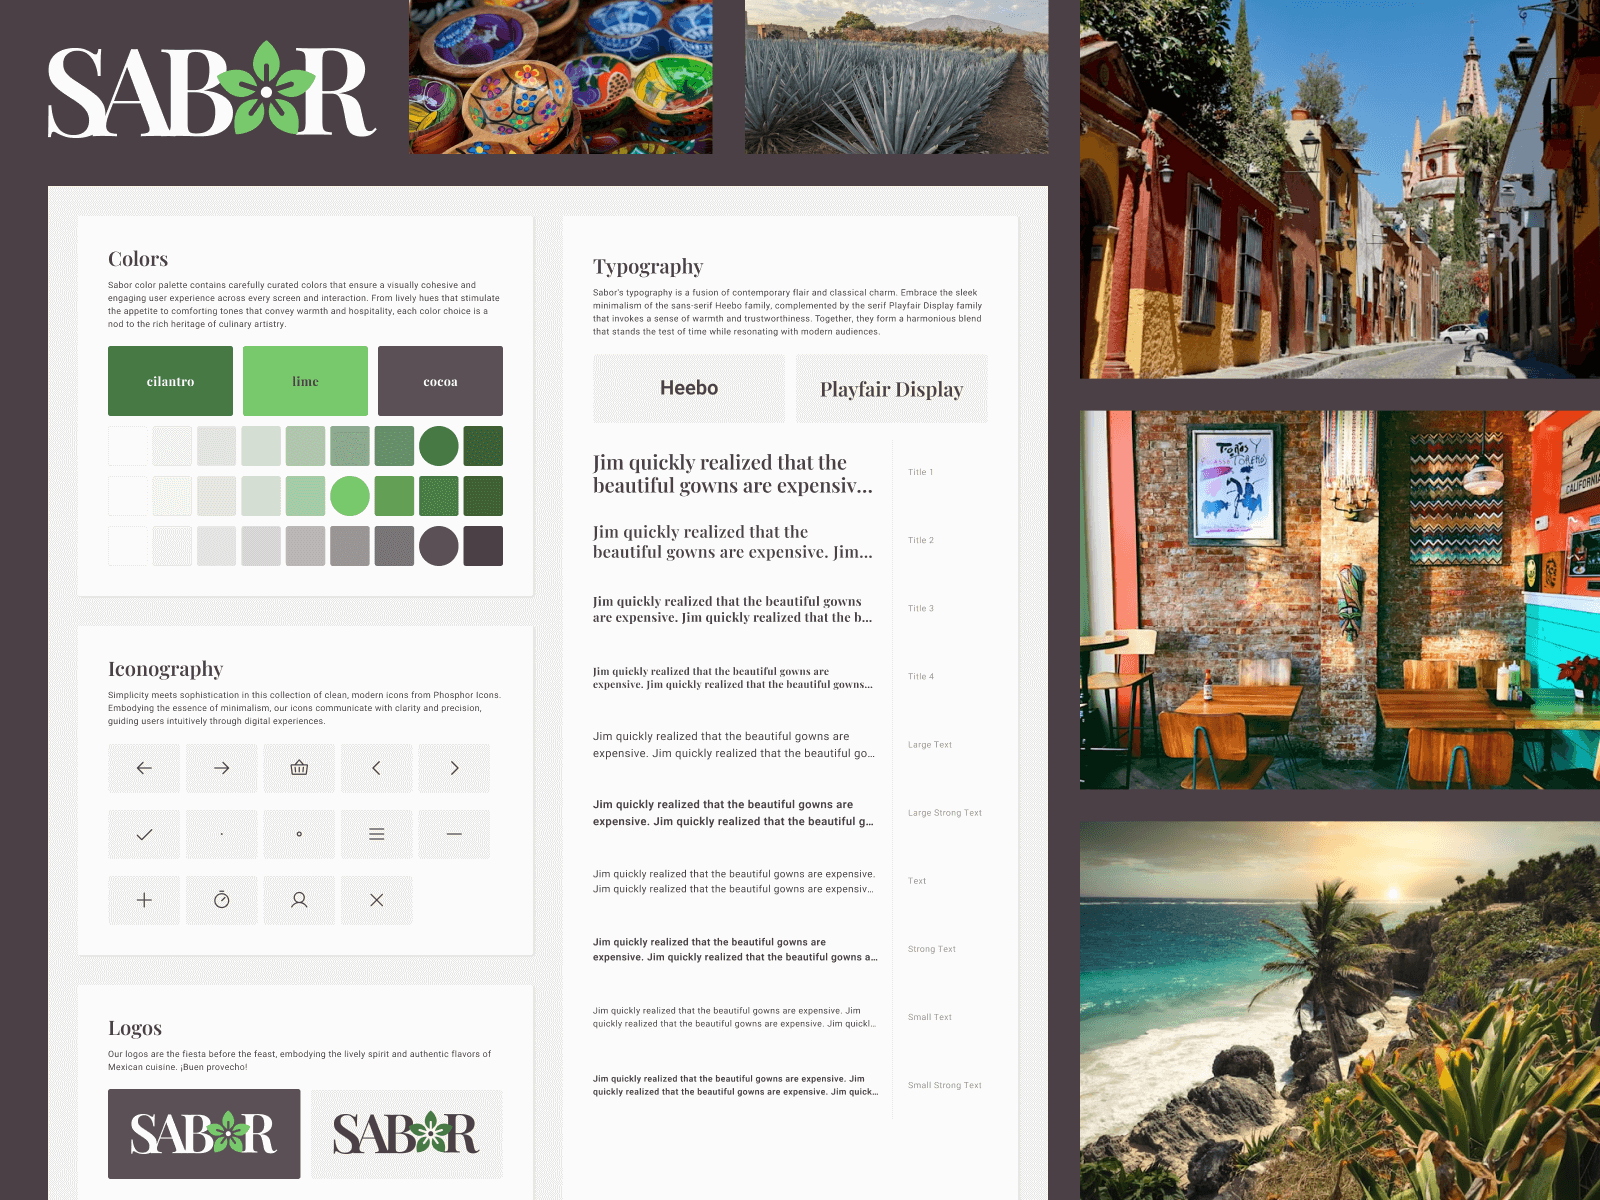 SABOR
Colors
Sabor color palette contains carefully curated colors that ensure a visually cohesive and
engaging user experience across every screen and interaction. From lively hues that stimulate
the appetite to comforting tones that convey warmth and hospitality, each color choice is a
nod to the rich heritage of culinary artistry.
cilantro
lime
cocoa
Iconography
Simplicity meets sophistication in this collection of clean, modern icons from Phosphor Icons.
Embodying the essence of minimalism, our icons communicate with clarity and precision,
guiding users intuitively through digital experiences.
Logos
Our logos are the fiesta before the feast, embodying the lively spirit and authentic flavors of
Mexican cuisine. ¡Buen provecho!
SABOR
SABOR
Typography
Sabor's typography is a fusion of contemporary flair and classical charm. Embrace the sleek
minimalism of the sans-serif Heebo family, complemented by the serif Playfair Display family
that invokes a sense of warmth and trustworthiness. Together, they form a harmonious blend
that stands the test of time while resonating with modern audiences.
Heebo
Playfair Display
Jim quickly realized that the
beautiful gowns are expensiv...
Title 1
Jim quickly realized that the
beautiful gowns are expensive. Jim...
Title 2
Jim quickly realized that the beautiful gowns
are expensive. Jim quickly realized that the b...
Title 3
Jim quickly realized that the beautiful gowns are
expensive. Jim quickly realized that the beautiful gowns...
Title 4
Jim quickly realized that the beautiful gowns are
expensive. Jim quickly realized that the beautiful go...
Large Text
Jim quickly realized that the beautiful gowns are
expensive. Jim quickly realized that the beautiful g...
Large Strong Text
Jim quickly realized that the beautiful gowns are expensive.
Jim quickly realized that the beautiful gowns are expensiv...
Text
Jim quickly realized that the beautiful gowns are
expensive. Jim quickly realized that the beautiful gowns a...
Strong Text
Jim quickly realized that the beautiful gowns are expensive. Jim
quickly realized that the beautiful gowns are expensive. Jim quickl...
Small Text
Jim quickly realized that the beautiful gowns are expensive. Jim
quickly realized that the beautiful gowns are expensive. Jim quick...
Small Strong Text
Toros Y
TOREROS
CALIFORNIA